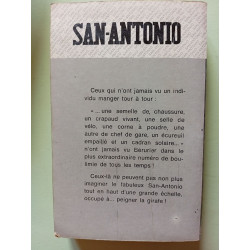 SAN-ANTONIO
Ceux qui n'ont jamais vu un indi-
vidu manger tour à tour :
« ... une semelle de chaussure,
un crapaud vivant, une selle de
vélo, une corne à poudre, une
autre de chef de gare, un écureuil
empaillé et un cadran solaire... »
n'ont jamais vu Béruriar dans le
plus extraordinaire numéro de bou-
limie de tous les temps !
Ceux-là ne peuvent pas non plus
imaginer le fabuleux San-Antonio
tout en haut d'une grande échelle,
occupé à... peigner la girafe !